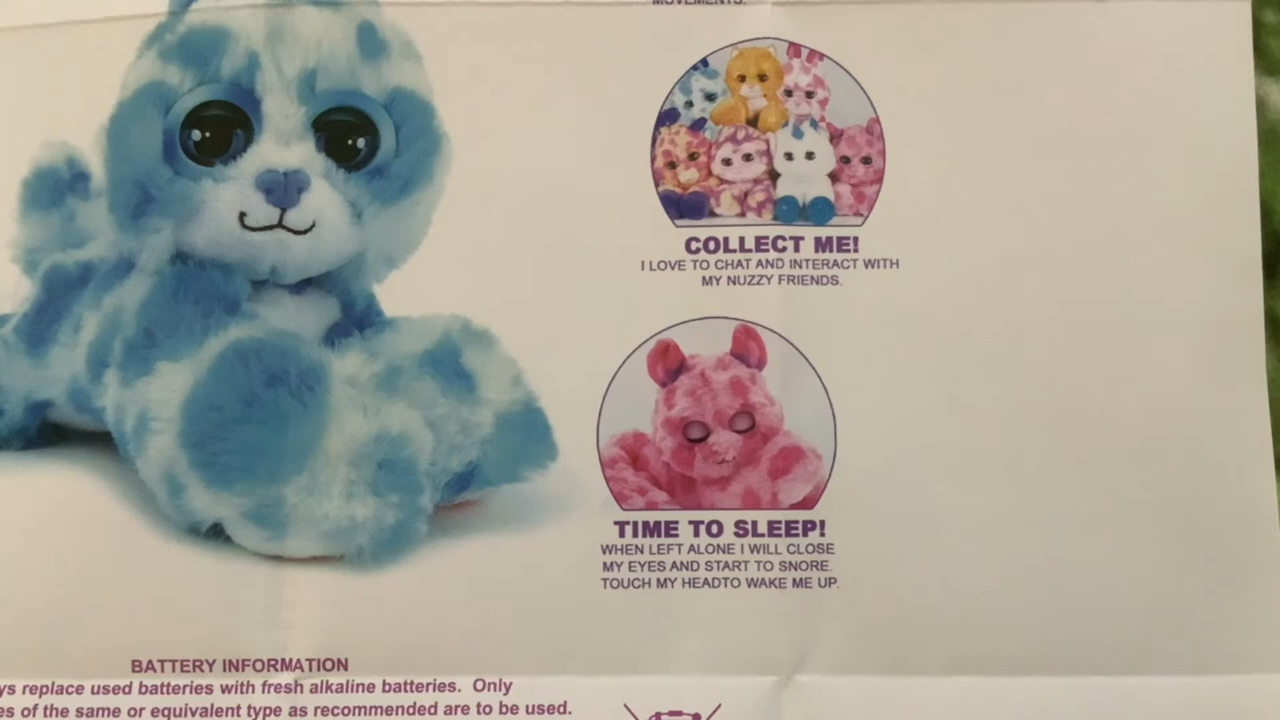 MOVEMENTS.
COLLECT ME!
I LOVE TO CHAT AND INTERACT WITH
MY NUZZY FRIENDS.
TIME TO SLEEP!
WHEN LEFT ALONE I WILL CLOSE
MY EYES AND START TO SNORE.
TOUCH MY HEADTO WAKE ME UP.
BATTERY INFORMATION
replace used batteries with fresh alkaline batteries. Only
of the same or equivalent type as recommended are to be used.